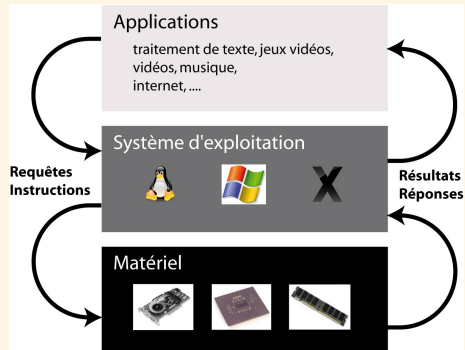 Applications
traitement de texte, jeux vidéos,
vidéos, musique,
internet, ....
Système d'exploitation
Requêtes
Instructions
Résultats
Réponses
Matériel